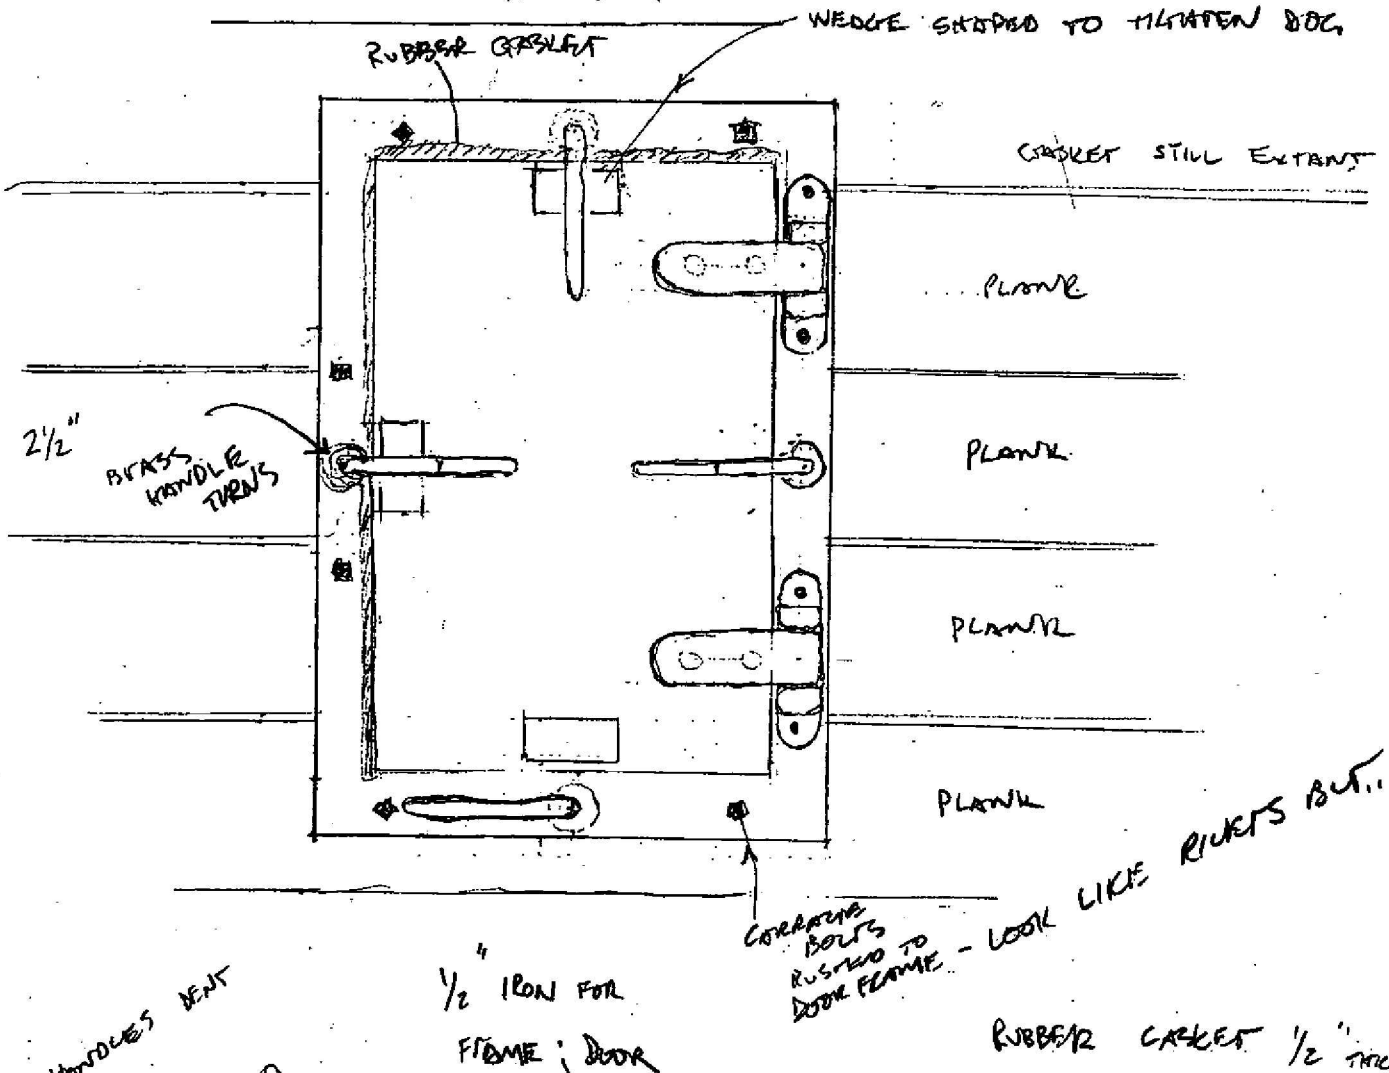 WEDGE SHAPED TO TIGHTEN DOG
RUBBER GASKET
GASKET STILL EXTANT
PLANK
2½"
BRASS
HANDLE
TURNS
PLANK
PLANK
PLANK
CARRAGIE
BOLTS
RUSTED TO
DOOR FRAME - LOOK LIKE RIVETS BUT..
HANDLES BENT
½" IRON FOR
FRAME ; DOOR
RUBBER GASKET ½"